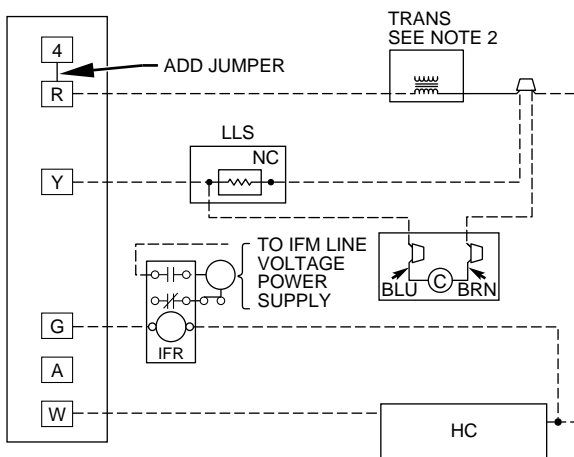 TRANS
SEE NOTE 2
4
ADD JUMPER
R
LLS
NC
Y
TO IFM LINE
VOLTAGE
POWER
SUPPLY
BLU
C
BRN
G
IFR
A
W
HC